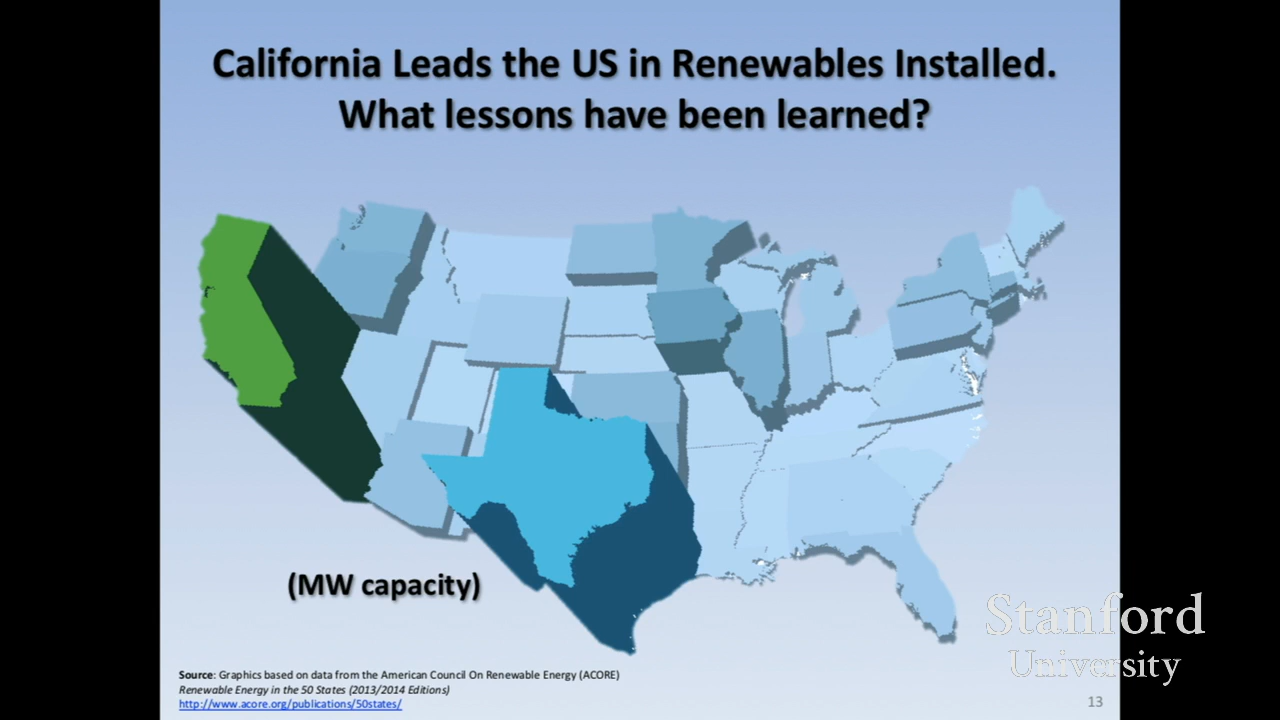 California Leads the US in Renewables Installed.
What lessons have been learned?
(MW capacity)
Source: Graphics based on data from the American Council On Renewable Energy (ACORE)
Renewable Energy in the 50 States (2013/2014 Editions)
http://www.acore.org/publications/50states/
13
Stanford
University